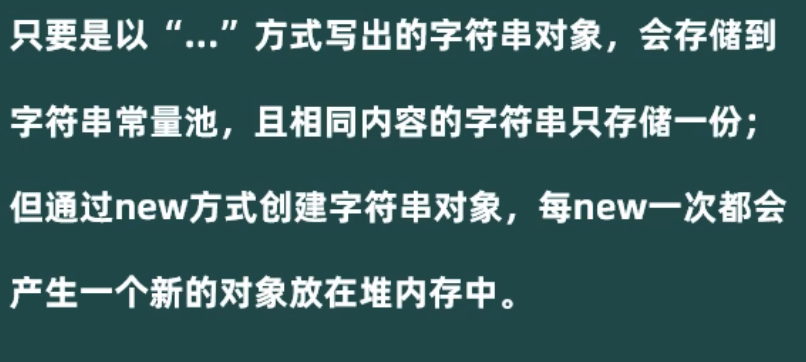 只要是以“...”方式写出的字符串对象，会存储到
字符串常量池，且相同内容的字符串只存储一份；
但通过new方式创建字符串对象，每new一次都会
产生一个新的对象放在堆内存中。